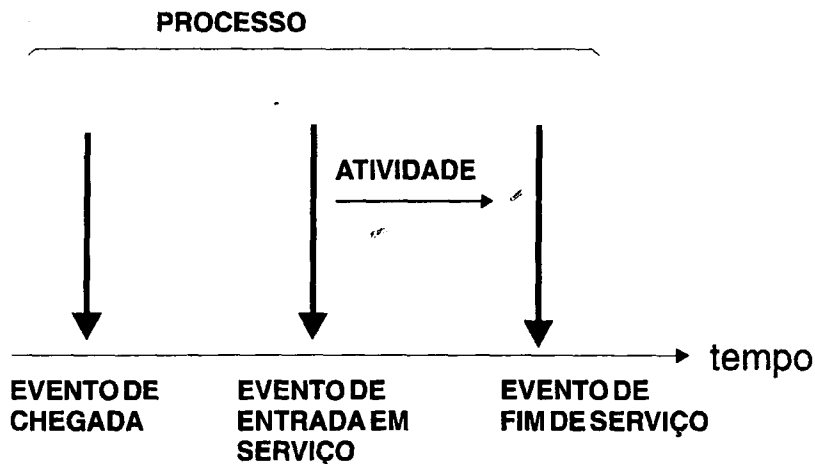 PROCESSO
ATIVIDADE
tempo
EVENTO DE
CHEGADA
EVENTO DE
ENTRADA EM
SERVIÇO
EVENTO DE
FIM DE SERVIÇO